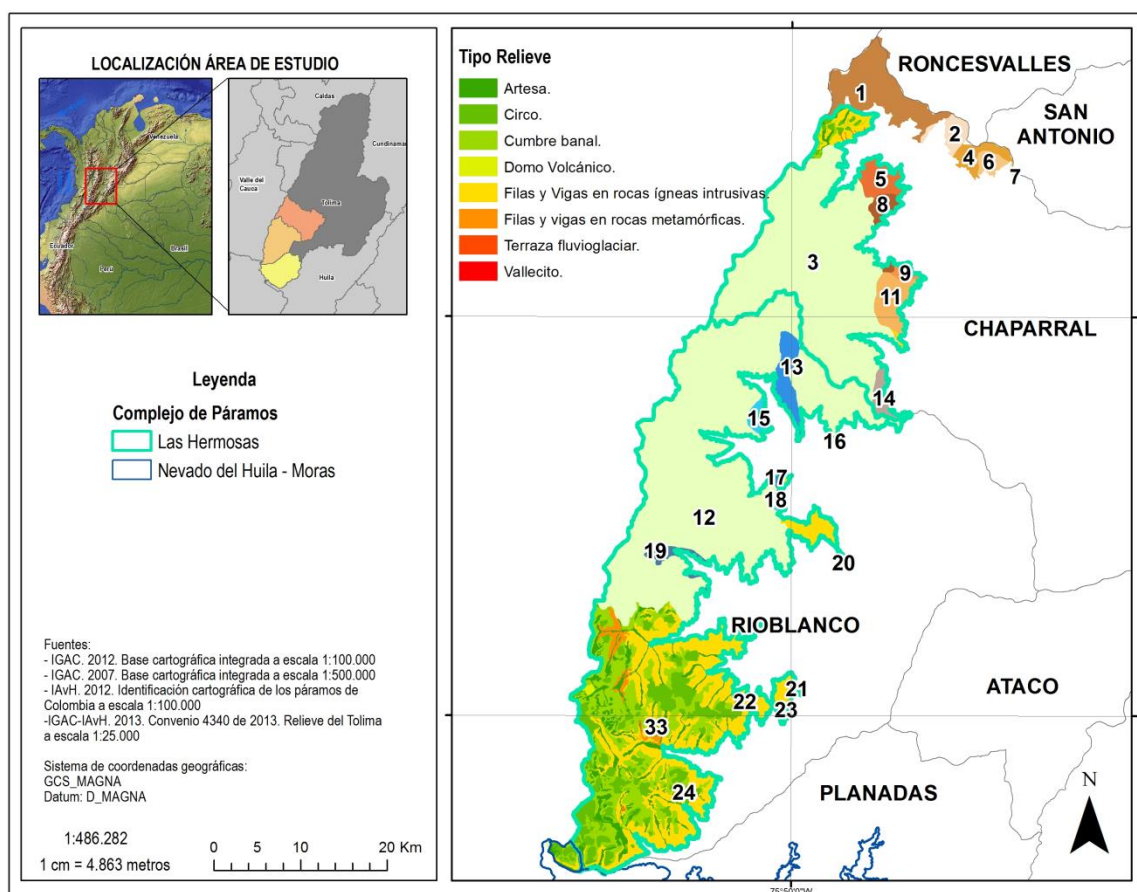 LOCALIZACIÓN ÁREA DE ESTUDIO
Venezuela
Ecuador
Perú
Brasil
Caldas
Cundinamar
Valle del
Cauca
Tolima
Huila
Leyenda
Complejo de Páramos
Las Hermosas
Nevado del Huila - Moras
Fuentes:
- IGAC. 2012. Base cartográfica integrada a escala 1:100.000
- IGAC. 2007. Base cartográfica integrada a escala 1:500.000
- IAvH. 2012. Identificación cartográfica de los páramos de
Colombia a escala 1:100.000
-IGAC-IAvH. 2013. Convenio 4340 de 2013. Relieve del Tolima
a escala 1:25.000
Sistema de coordenadas geográficas:
GCS_MAGNA
Datum: D_MAGNA
1:486.282
1 cm = 4.863 metros
0 5 10 20 Km
Tipo Relieve
Artesa.
Circo.
Cumbre banal.
Domo Volcánico.
Filas y Vigas en rocas ígneas intrusivas.
Filas y vigas en rocas metamórficas.
Terraza fluvioglaciar.
Vallecito.
RONCESVALLES
SAN
ANTONIO
1
2
4
6
7
5
8
3
9
11
CHAPARRAL
13
14
15
16
17
18
12
19
20
RIOBLANCO
ATACO
21
22
23
33
24
PLANADAS
N
75°50'0"W